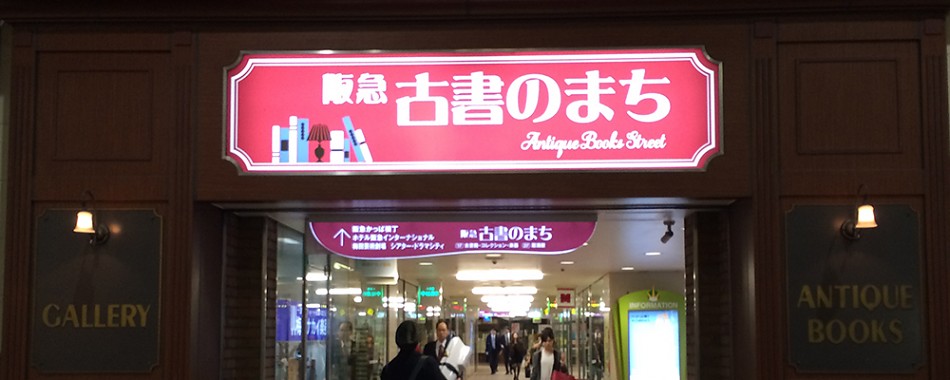 阪急 古書のまち
Antique Books Street
阪急かっぱ横丁
ホテル阪急インターナショナル
梅田芸術劇場 シアター・ドラマシティ
阪急 古書のまち
GALLERY
ANTIQUE
BOOKS
INFORMATION